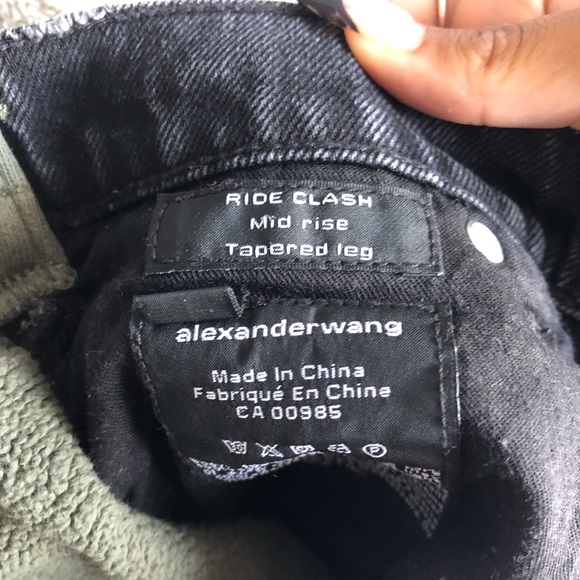 RIDE CLASH
Mid rise
Tapered leg
alexanderwang
Made In China
Fabriqué En Chine
CA 00985